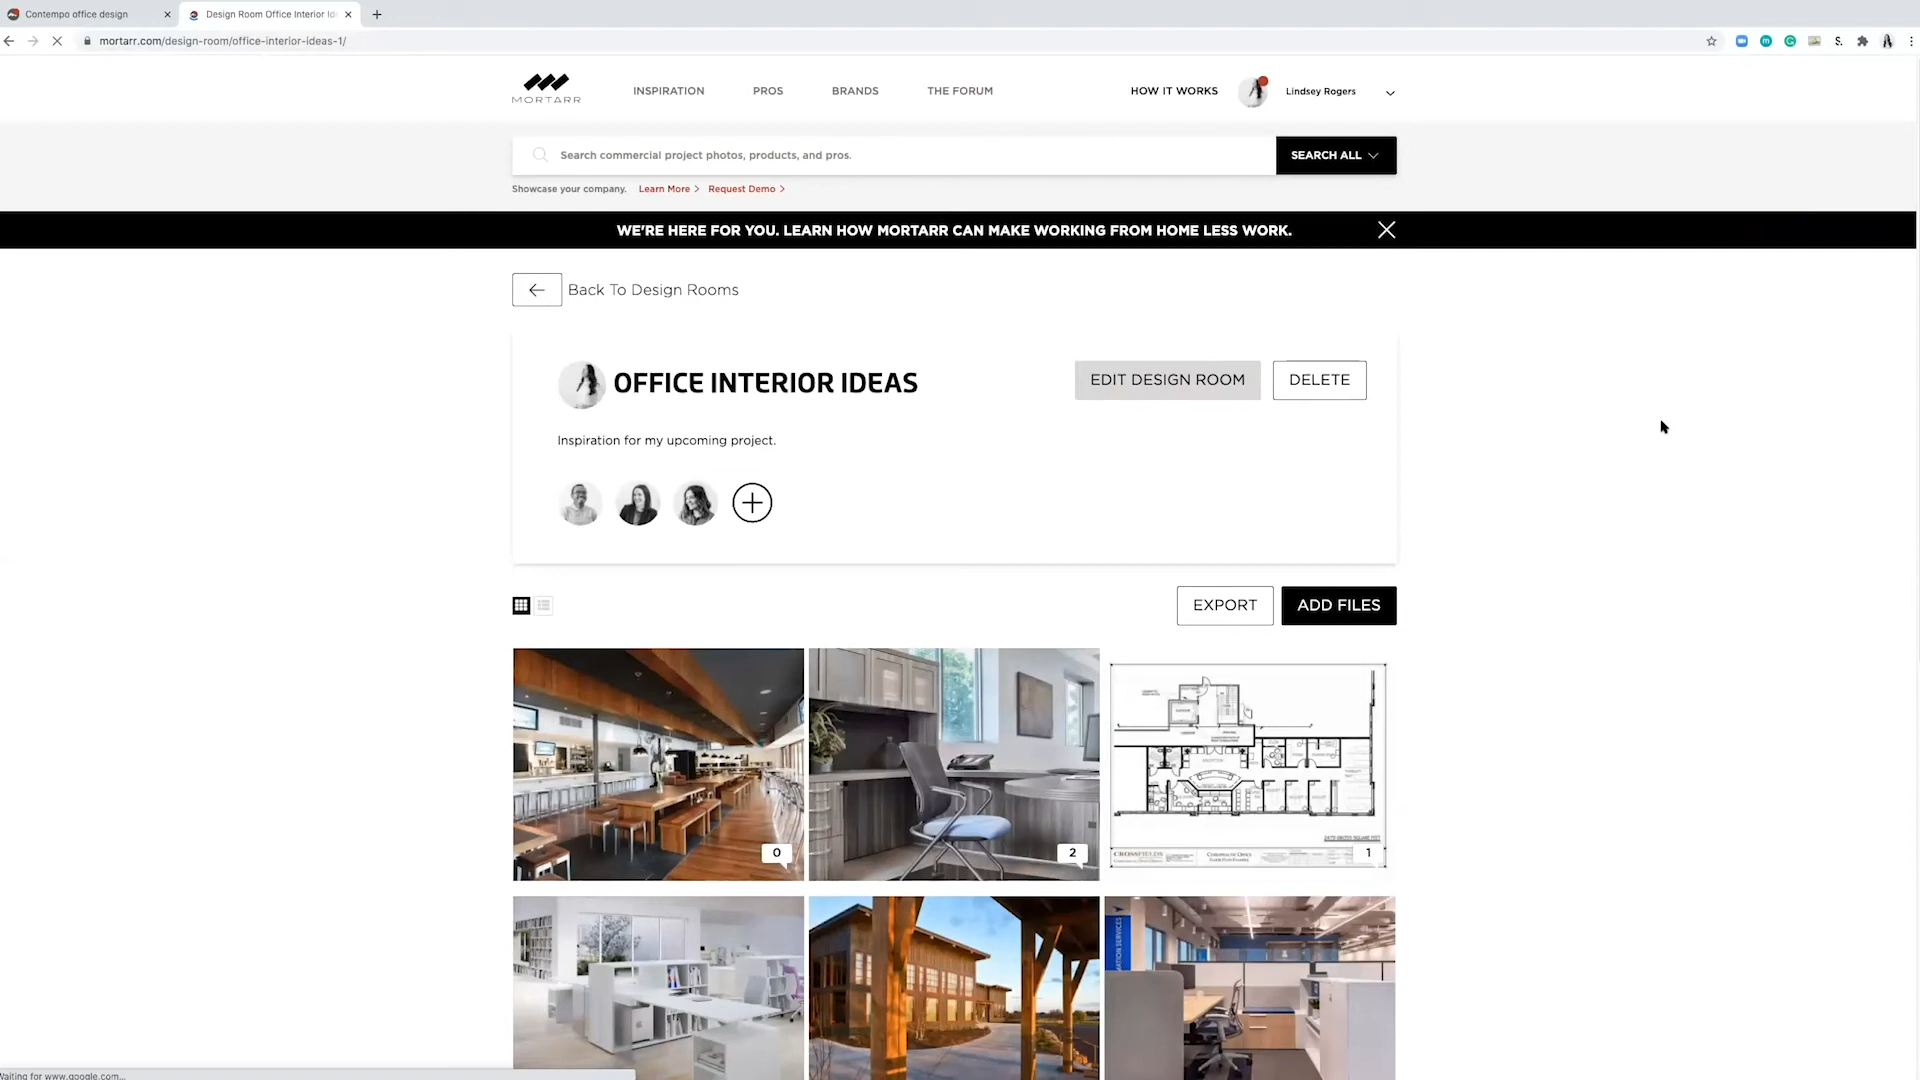 Contempo office design
Design Room Office Interior Id
mortarr.com/design-room/office-interior-ideas-1/
S.
MORTARR
INSPIRATION
PROS
BRANDS
THE FORUM
HOW IT WORKS
Lindsey Rogers
Search commercial project photos, products, and pros.
SEARCH ALL
Showcase your company. Learn More > Request Demo >
WE'RE HERE FOR YOU. LEARN HOW MORTARR CAN MAKE WORKING FROM HOME LESS WORK.
Back To Design Rooms
OFFICE INTERIOR IDEAS
EDIT DESIGN ROOM
DELETE
Inspiration for my upcoming project.
EXPORT
ADD FILES
0
2
CROSSFIELDS
1
Waiting for www.google.com...